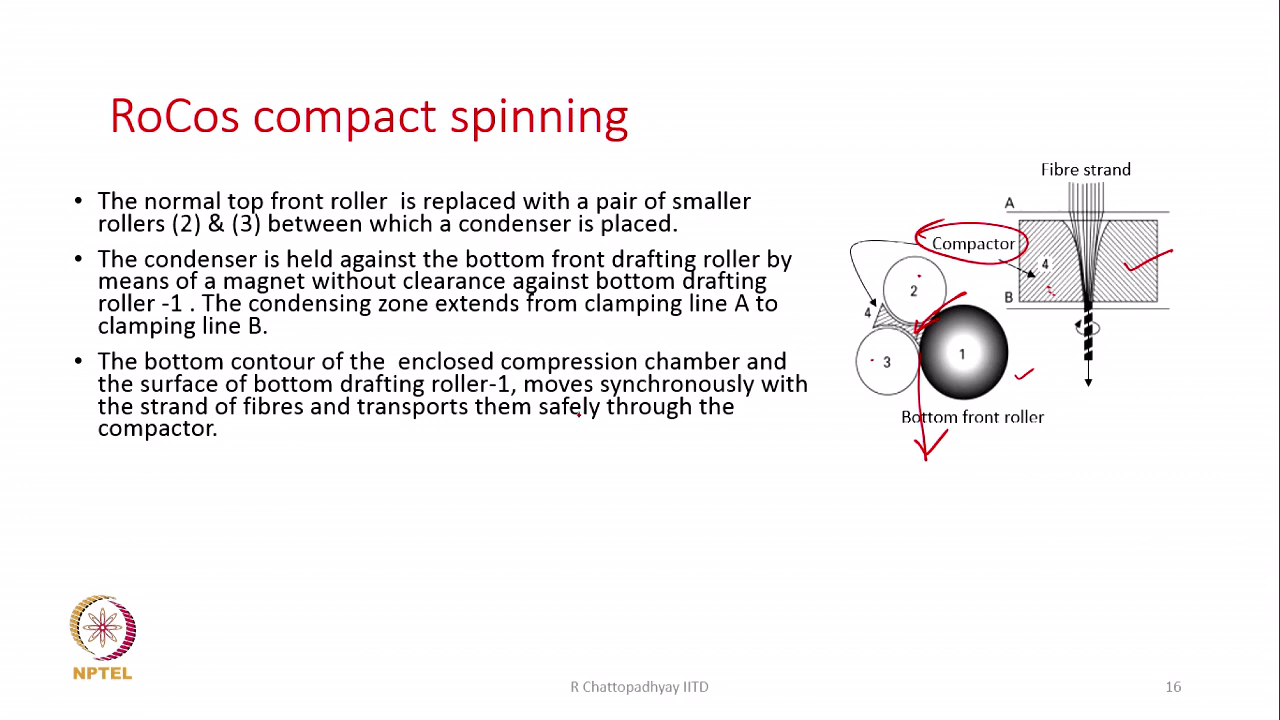 RoCos compact spinning
• The normal top front roller is replaced with a pair of smaller
rollers (2) & (3) between which a condenser is placed.
• The condenser is held against the bottom front drafting roller by
means of a magnet without clearance against bottom drafting
roller -1 . The condensing zone extends from clamping line A to
clamping line B.
• The bottom contour of the enclosed compression chamber and
the surface of bottom drafting roller-1, moves synchronously with
the strand of fibres and transports them safely through the
compactor.
Fibre strand
A
Compactor
4
B
2
4
3
1
Bottom front roller
NPTEL
R Chattopadhyay IITD
16